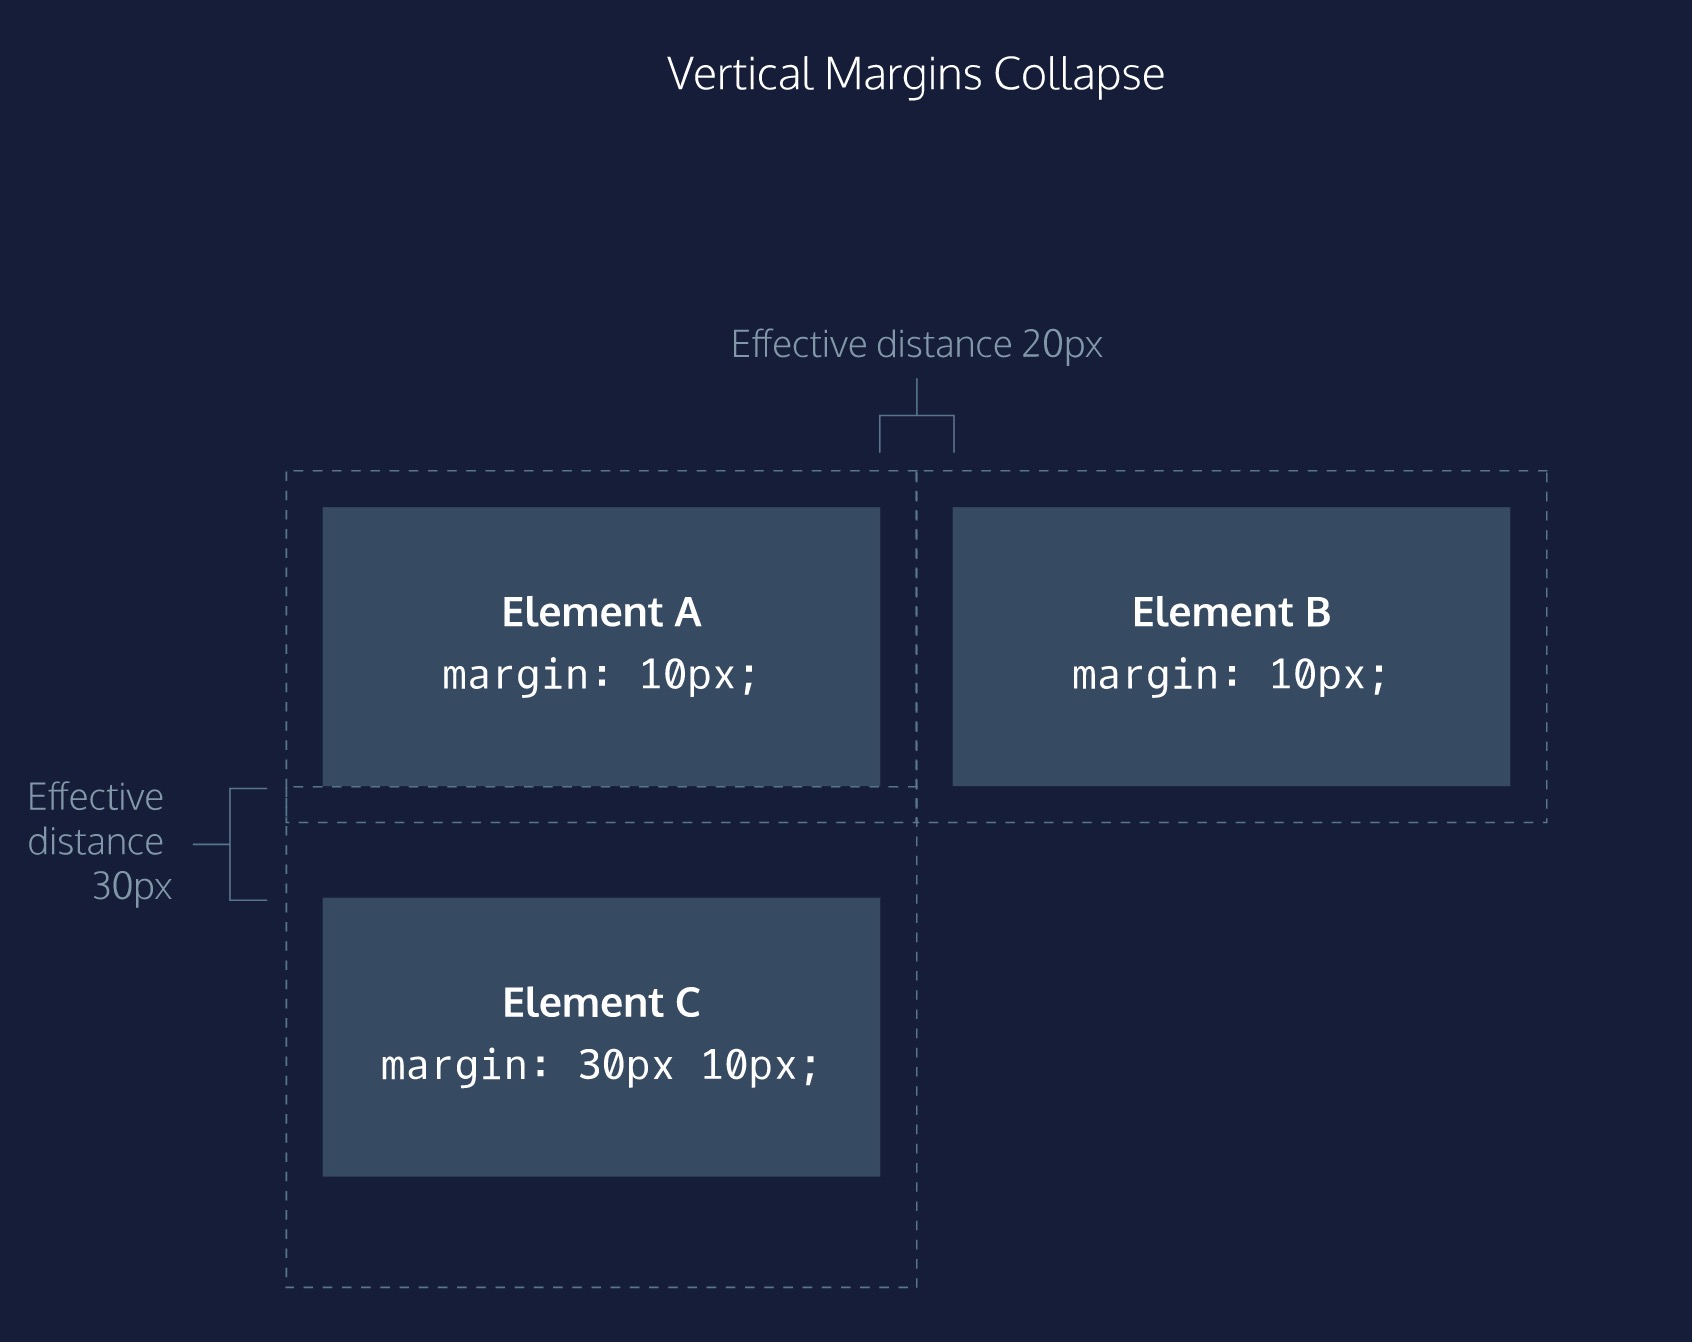 Vertical Margins Collapse
Effective distance 20px
Element A
margin: 10px;
Element B
margin: 10px;
Effective
distance
30px
Element C
margin: 30px 10px;